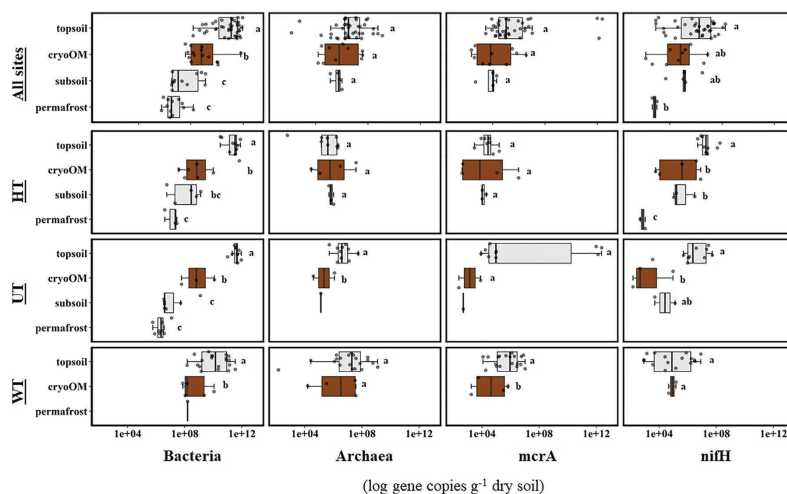 All sites
topsoil a a a a
cryoOM b a a ab
subsoil c a a ab
permafrost c b
HT
topsoil a a a a
cryoOM b a a b
subsoil bc a a b
permafrost c c
UT
topsoil a a a a
cryoOM b a a b
subsoil c ab
permafrost c
WT
topsoil a a a a
cryoOM b a b a
permafrost
1e+04 1e+08 1e+12 1e+04 1e+08 1e+12 1e+04 1e+08 1e+12 1e+04 1e+08 1e+12
Bacteria Archaea mcrA nifH
(log gene copies g-1 dry soil)